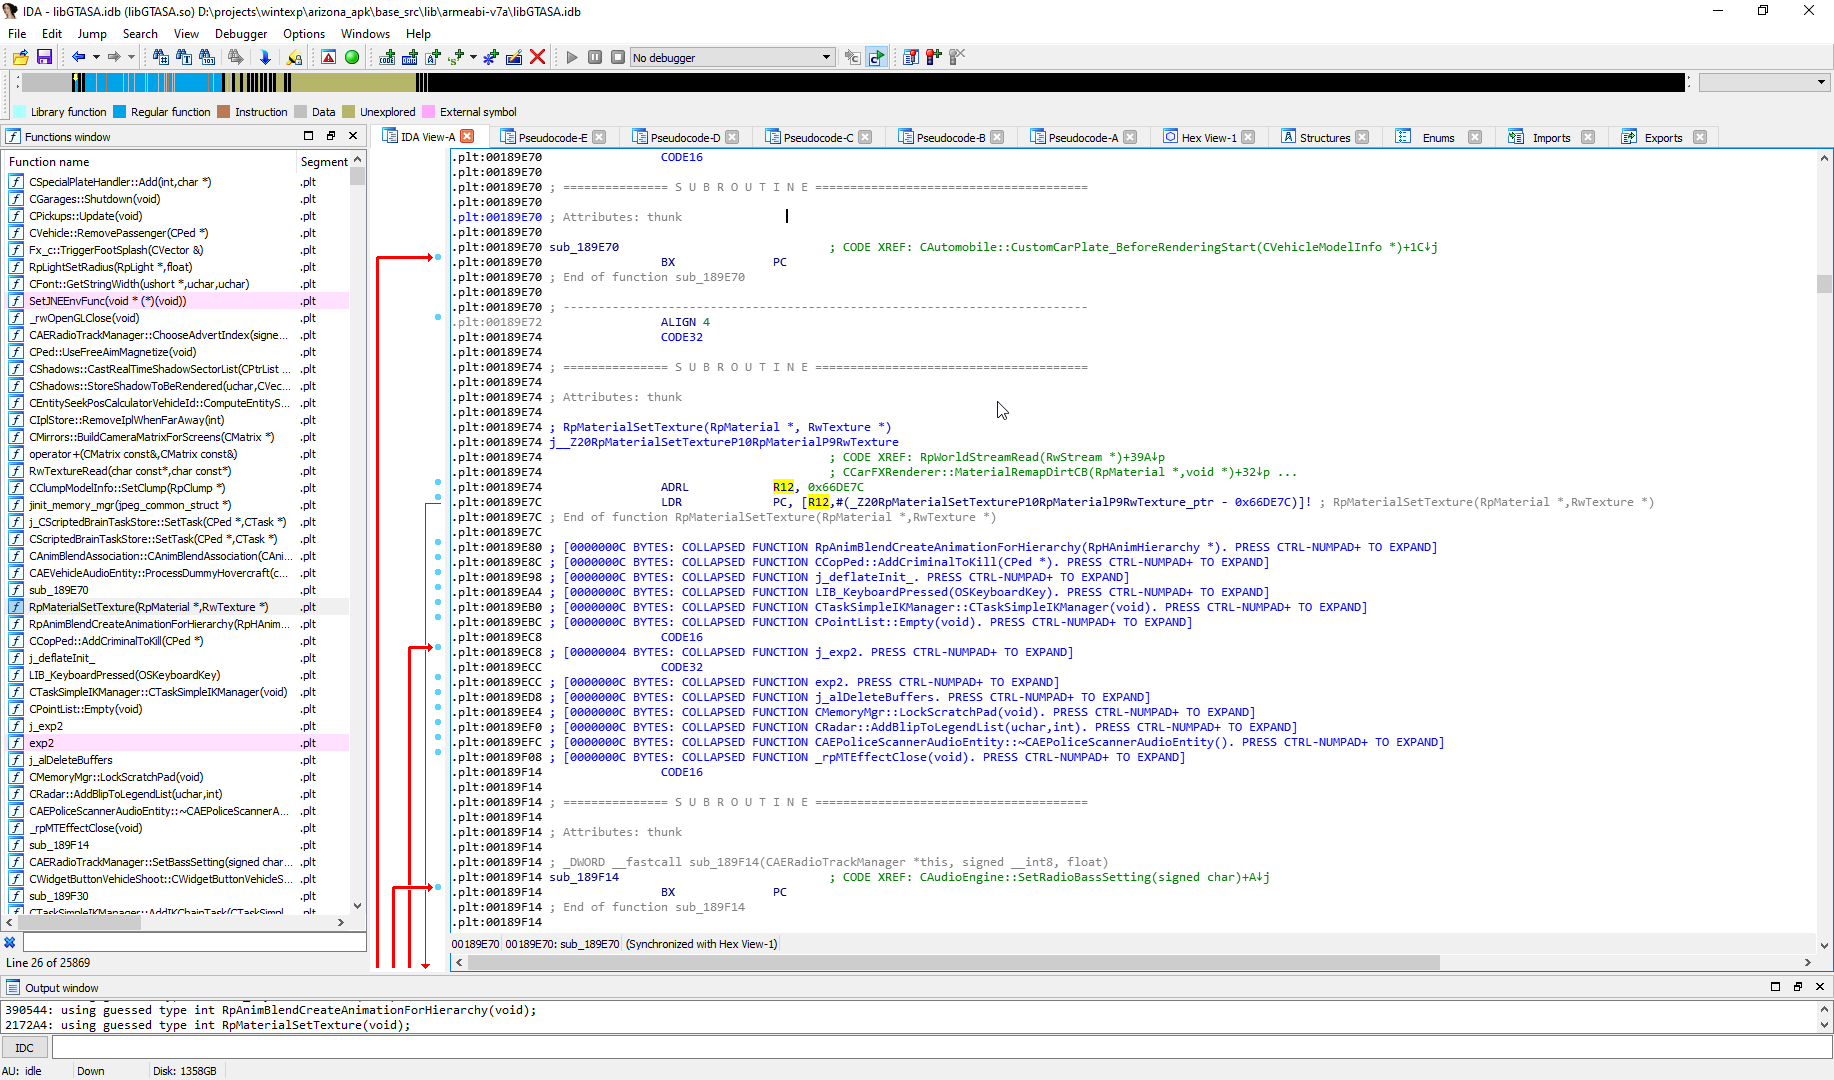 IDA - libGTASA.idb (libGTASA.so) D:\projects\wintexp\arizona_apk\base_src\lib\armeabi-v7a\libGTASA.idb
File Edit Jump Search View Debugger Options Windows Help
No debugger
Library function Regular function Instruction Data Unexplored External symbol
Functions window
IDA View-A Pseudocode-E Pseudocode-D Pseudocode-C Pseudocode-B Pseudocode-A Hex View-1 Structures Enums Imports Exports
Function name Segment
CSpecialPlateHandler::Add(int,char *) .plt
CGarages::Shutdown(void) .plt
CPickups::Update(void) .plt
CVehicle::RemovePassenger(CPed *) .plt
Fx_c::TriggerFootSplash(CVector &) .plt
RpLightSetRadius(RpLight *,float) .plt
CFont::GetStringWidth(ushort *,uchar,uchar) .plt
SetJNEEnvFunc(void * (*)(void)) .plt
_rwOpenGLClose(void) .plt
CAERadioTrackManager::ChooseAdvertIndex(signe... .plt
CPed::UseFreeAimMagnetize(void) .plt
CShadows::CastRealTimeShadowSectorList(CPtrList ... .plt
CShadows::StoreShadowToBeRendered(uchar,CVec... .plt
CEntitySeekPosCalculatorVehicleId::ComputeEntityS... .plt
CIplStore::RemoveIplWhenFarAway(int) .plt
CMirrors::BuildCameraMatrixForScreens(CMatrix *) .plt
operator+(CMatrix const&,CMatrix const&) .plt
RwTextureRead(char const*,char const*) .plt
CClumpModelInfo::SetClump(RpClump *) .plt
jinit_memory_mgr(jpeg_common_struct *) .plt
j_CScriptedBrainTaskStore::SetTask(CPed *,CTask *) .plt
CScriptedBrainTaskStore::SetTask(CPed *,CTask *) .plt
CAnimBlendAssociation::CAnimBlendAssociation(CAni... .plt
CAEVehicleAudioEntity::ProcessDummyHovercraft(c... .plt
sub_189E70 .plt
RpMaterialSetTexture(RpMaterial *,RwTexture *) .plt
RpAnimBlendCreateAnimationForHierarchy(RpHAnim... .plt
CCopPed::AddCriminalToKill(CPed *) .plt
j_deflateInit_ .plt
LIB_KeyboardPressed(OSKeyboardKey) .plt
CTaskSimpleIKManager::CTaskSimpleIKManager(void) .plt
CPointList::Empty(void) .plt
j_exp2 .plt
exp2 .plt
j_alDeleteBuffers .plt
CMemoryMgr::LockScratchPad(void) .plt
CRadar::AddBlipToLegendList(uchar,int) .plt
CAEPoliceScannerAudioEntity::~CAEPoliceScannerA... .plt
_rpMTEffectClose(void) .plt
sub_189F14 .plt
CAERadioTrackManager::SetBassSetting(signed char... .plt
CWidgetButtonVehicleShoot::CWidgetButtonVehicleS... .plt
sub_189F30 .plt
CTaskSimpleIKManager::AddIKChainTask(CTaskSimpl... .plt
Line 26 of 25869
.plt:00189E70 CODE16
.plt:00189E70
.plt:00189E70 ; =============== S U B R O U T I N E =======================================
.plt:00189E70
.plt:00189E70 ; Attributes: thunk
.plt:00189E70
.plt:00189E70 sub_189E70 ; CODE XREF: CAutomobile::CustomCarPlate_BeforeRenderingStart(CVehicleModelInfo *)+1C↓j
.plt:00189E70 BX PC
.plt:00189E70 ; End of function sub_189E70
.plt:00189E70
.plt:00189E70 ; ---------------------------------------------------------------------------
.plt:00189E72 ALIGN 4
.plt:00189E74 CODE32
.plt:00189E74
.plt:00189E74 ; =============== S U B R O U T I N E =======================================
.plt:00189E74
.plt:00189E74 ; Attributes: thunk
.plt:00189E74
.plt:00189E74 ; RpMaterialSetTexture(RpMaterial *, RwTexture *)
.plt:00189E74 j__Z20RpMaterialSetTextureP10RpMaterialP9RwTexture
.plt:00189E74 ; CODE XREF: RpWorldStreamRead(RwStream *)+39A↓p
.plt:00189E74 ; CCarFXRenderer::MaterialRemapDirtCB(RpMaterial *,void *)+32↓p ...
.plt:00189E74 ADRL R12, 0x66DE7C
.plt:00189E7C LDR PC, [R12,#(_Z20RpMaterialSetTextureP10RpMaterialP9RwTexture_ptr - 0x66DE7C)]! ; RpMaterialSetTexture(RpMaterial *,RwTexture *)
.plt:00189E7C ; End of function RpMaterialSetTexture(RpMaterial *,RwTexture *)
.plt:00189E7C
.plt:00189E80 ; [0000000C BYTES: COLLAPSED FUNCTION RpAnimBlendCreateAnimationForHierarchy(RpHAnimHierarchy *). PRESS CTRL-NUMPAD+ TO EXPAND]
.plt:00189E8C ; [0000000C BYTES: COLLAPSED FUNCTION CCopPed::AddCriminalToKill(CPed *). PRESS CTRL-NUMPAD+ TO EXPAND]
.plt:00189E98 ; [0000000C BYTES: COLLAPSED FUNCTION j_deflateInit_. PRESS CTRL-NUMPAD+ TO EXPAND]
.plt:00189EA4 ; [0000000C BYTES: COLLAPSED FUNCTION LIB_KeyboardPressed(OSKeyboardKey). PRESS CTRL-NUMPAD+ TO EXPAND]
.plt:00189EB0 ; [0000000C BYTES: COLLAPSED FUNCTION CTaskSimpleIKManager::CTaskSimpleIKManager(void). PRESS CTRL-NUMPAD+ TO EXPAND]
.plt:00189EBC ; [0000000C BYTES: COLLAPSED FUNCTION CPointList::Empty(void). PRESS CTRL-NUMPAD+ TO EXPAND]
.plt:00189EC8 CODE16
.plt:00189EC8 ; [00000004 BYTES: COLLAPSED FUNCTION j_exp2. PRESS CTRL-NUMPAD+ TO EXPAND]
.plt:00189ECC CODE32
.plt:00189ECC ; [0000000C BYTES: COLLAPSED FUNCTION exp2. PRESS CTRL-NUMPAD+ TO EXPAND]
.plt:00189ED8 ; [0000000C BYTES: COLLAPSED FUNCTION j_alDeleteBuffers. PRESS CTRL-NUMPAD+ TO EXPAND]
.plt:00189EE4 ; [0000000C BYTES: COLLAPSED FUNCTION CMemoryMgr::LockScratchPad(void). PRESS CTRL-NUMPAD+ TO EXPAND]
.plt:00189EF0 ; [0000000C BYTES: COLLAPSED FUNCTION CRadar::AddBlipToLegendList(uchar,int). PRESS CTRL-NUMPAD+ TO EXPAND]
.plt:00189EFC ; [0000000C BYTES: COLLAPSED FUNCTION CAEPoliceScannerAudioEntity::~CAEPoliceScannerAudioEntity(). PRESS CTRL-NUMPAD+ TO EXPAND]
.plt:00189F08 ; [0000000C BYTES: COLLAPSED FUNCTION _rpMTEffectClose(void). PRESS CTRL-NUMPAD+ TO EXPAND]
.plt:00189F14 CODE16
.plt:00189F14
.plt:00189F14 ; =============== S U B R O U T I N E =======================================
.plt:00189F14
.plt:00189F14 ; Attributes: thunk
.plt:00189F14
.plt:00189F14 ; _DWORD __fastcall sub_189F14(CAERadioTrackManager *this, signed __int8, float)
.plt:00189F14 sub_189F14 ; CODE XREF: CAudioEngine::SetRadioBassSetting(signed char)+A↓j
.plt:00189F14 BX PC
.plt:00189F14 ; End of function sub_189F14
.plt:00189F14
00189E70 00189E70: sub_189E70 (Synchronized with Hex View-1)
Output window
390544: using guessed type int RpAnimBlendCreateAnimationForHierarchy(void);
2172A4: using guessed type int RpMaterialSetTexture(void);
IDC
AU: idle Down Disk: 1358GB